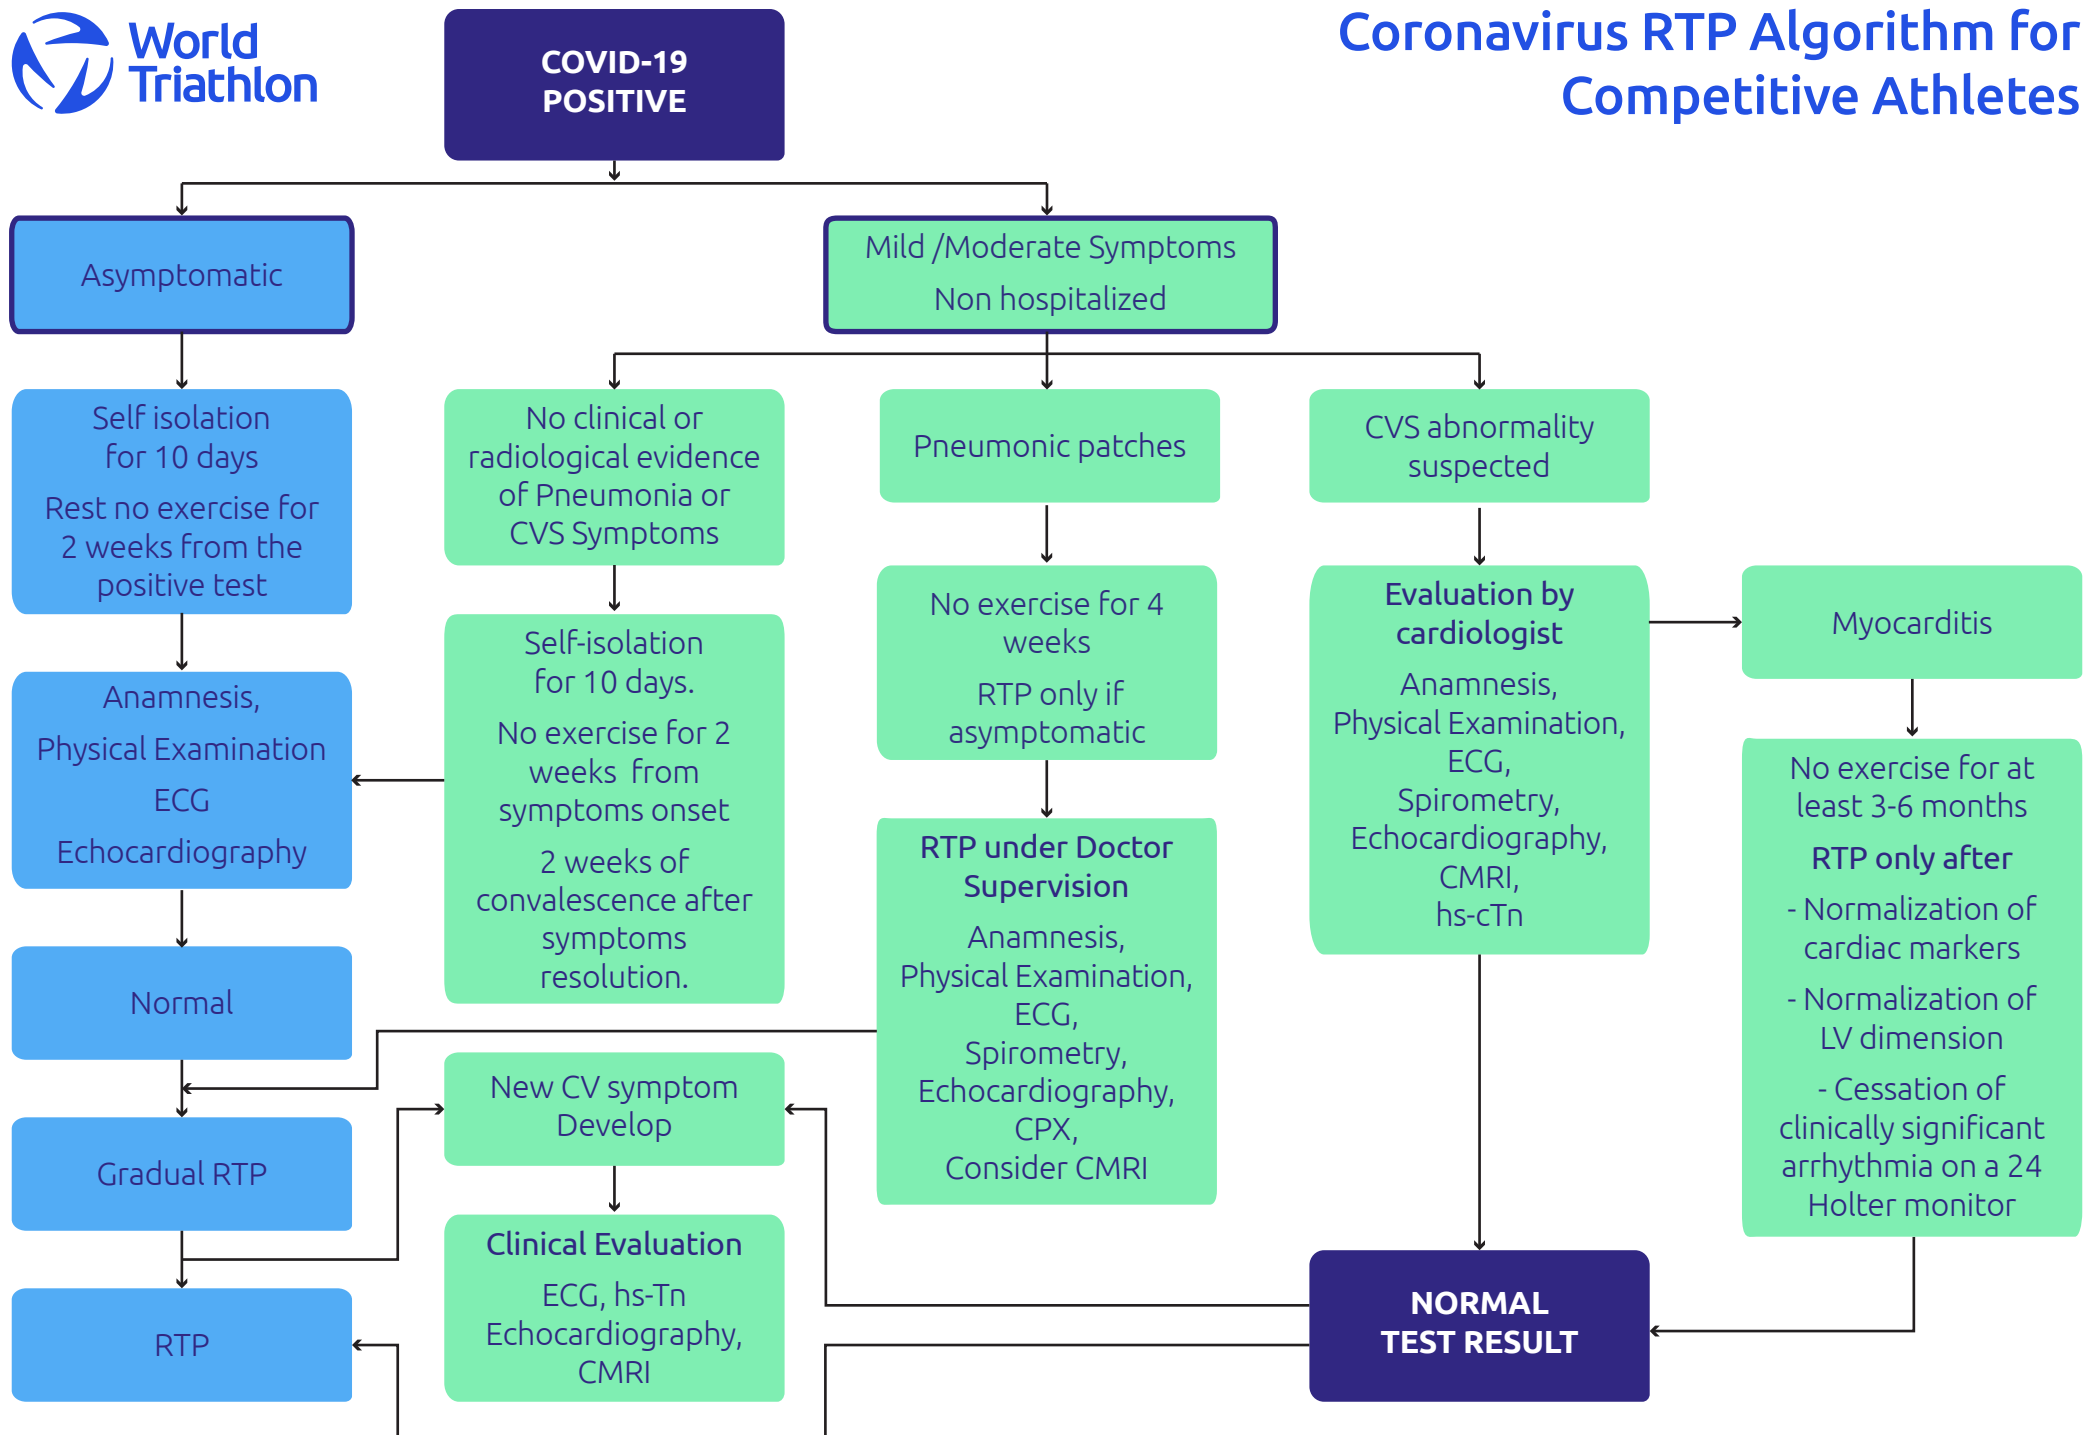 World
Triathlon
COVID-19
POSITIVE
Coronavirus RTP Algorithm for
Competitive Athletes
Asymptomatic
Mild /Moderate Symptoms
Non hospitalized
Self isolation
for 10 days
Rest no exercise for
2 weeks from the
positive test
No clinical or
radiological evidence
of Pneumonia or
CVS Symptoms
Pneumonic patches
CVS abnormality
suspected
Anamnesis,
Physical Examination
ECG
Echocardiography
Self-isolation
for 10 days.
No exercise for 2
weeks  from
symptoms onset
2 weeks of
convalescence after
symptoms
resolution.
No exercise for 4
weeks
RTP only if
asymptomatic
Evaluation by
cardiologist
Anamnesis,
Physical Examination,
ECG,
Spirometry,
Echocardiography,
CMRI,
hs-cTn
Myocarditis
No exercise for at
least 3-6 months
RTP only after
- Normalization of
cardiac markers
- Normalization of
LV dimension
- Cessation of
clinically significant
arrhythmia on a 24
Holter monitor
RTP under Doctor
Supervision
Anamnesis,
Physical Examination,
ECG,
Spirometry,
Echocardiography,
CPX,
Consider CMRI
Normal
Gradual RTP
RTP
New CV symptom
Develop
Clinical Evaluation
ECG, hs-Tn
Echocardiography,
CMRI
NORMAL
TEST RESULT